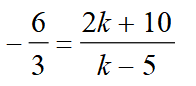 −6/3 = (2k + 10)/(k − 5)